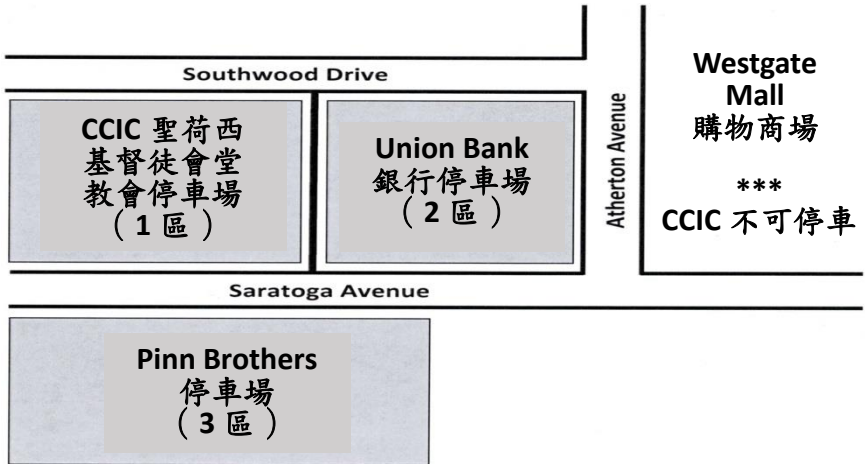 Southwood Drive
CCIC 聖荷西
基督徒會堂
教會停車場
（1 區）
Union Bank
銀行停車場
（2 區）
Atherton Avenue
Westgate
Mall
購物商場
***
CCIC 不可停車
Saratoga Avenue
Pinn Brothers
停車場
（3 區）